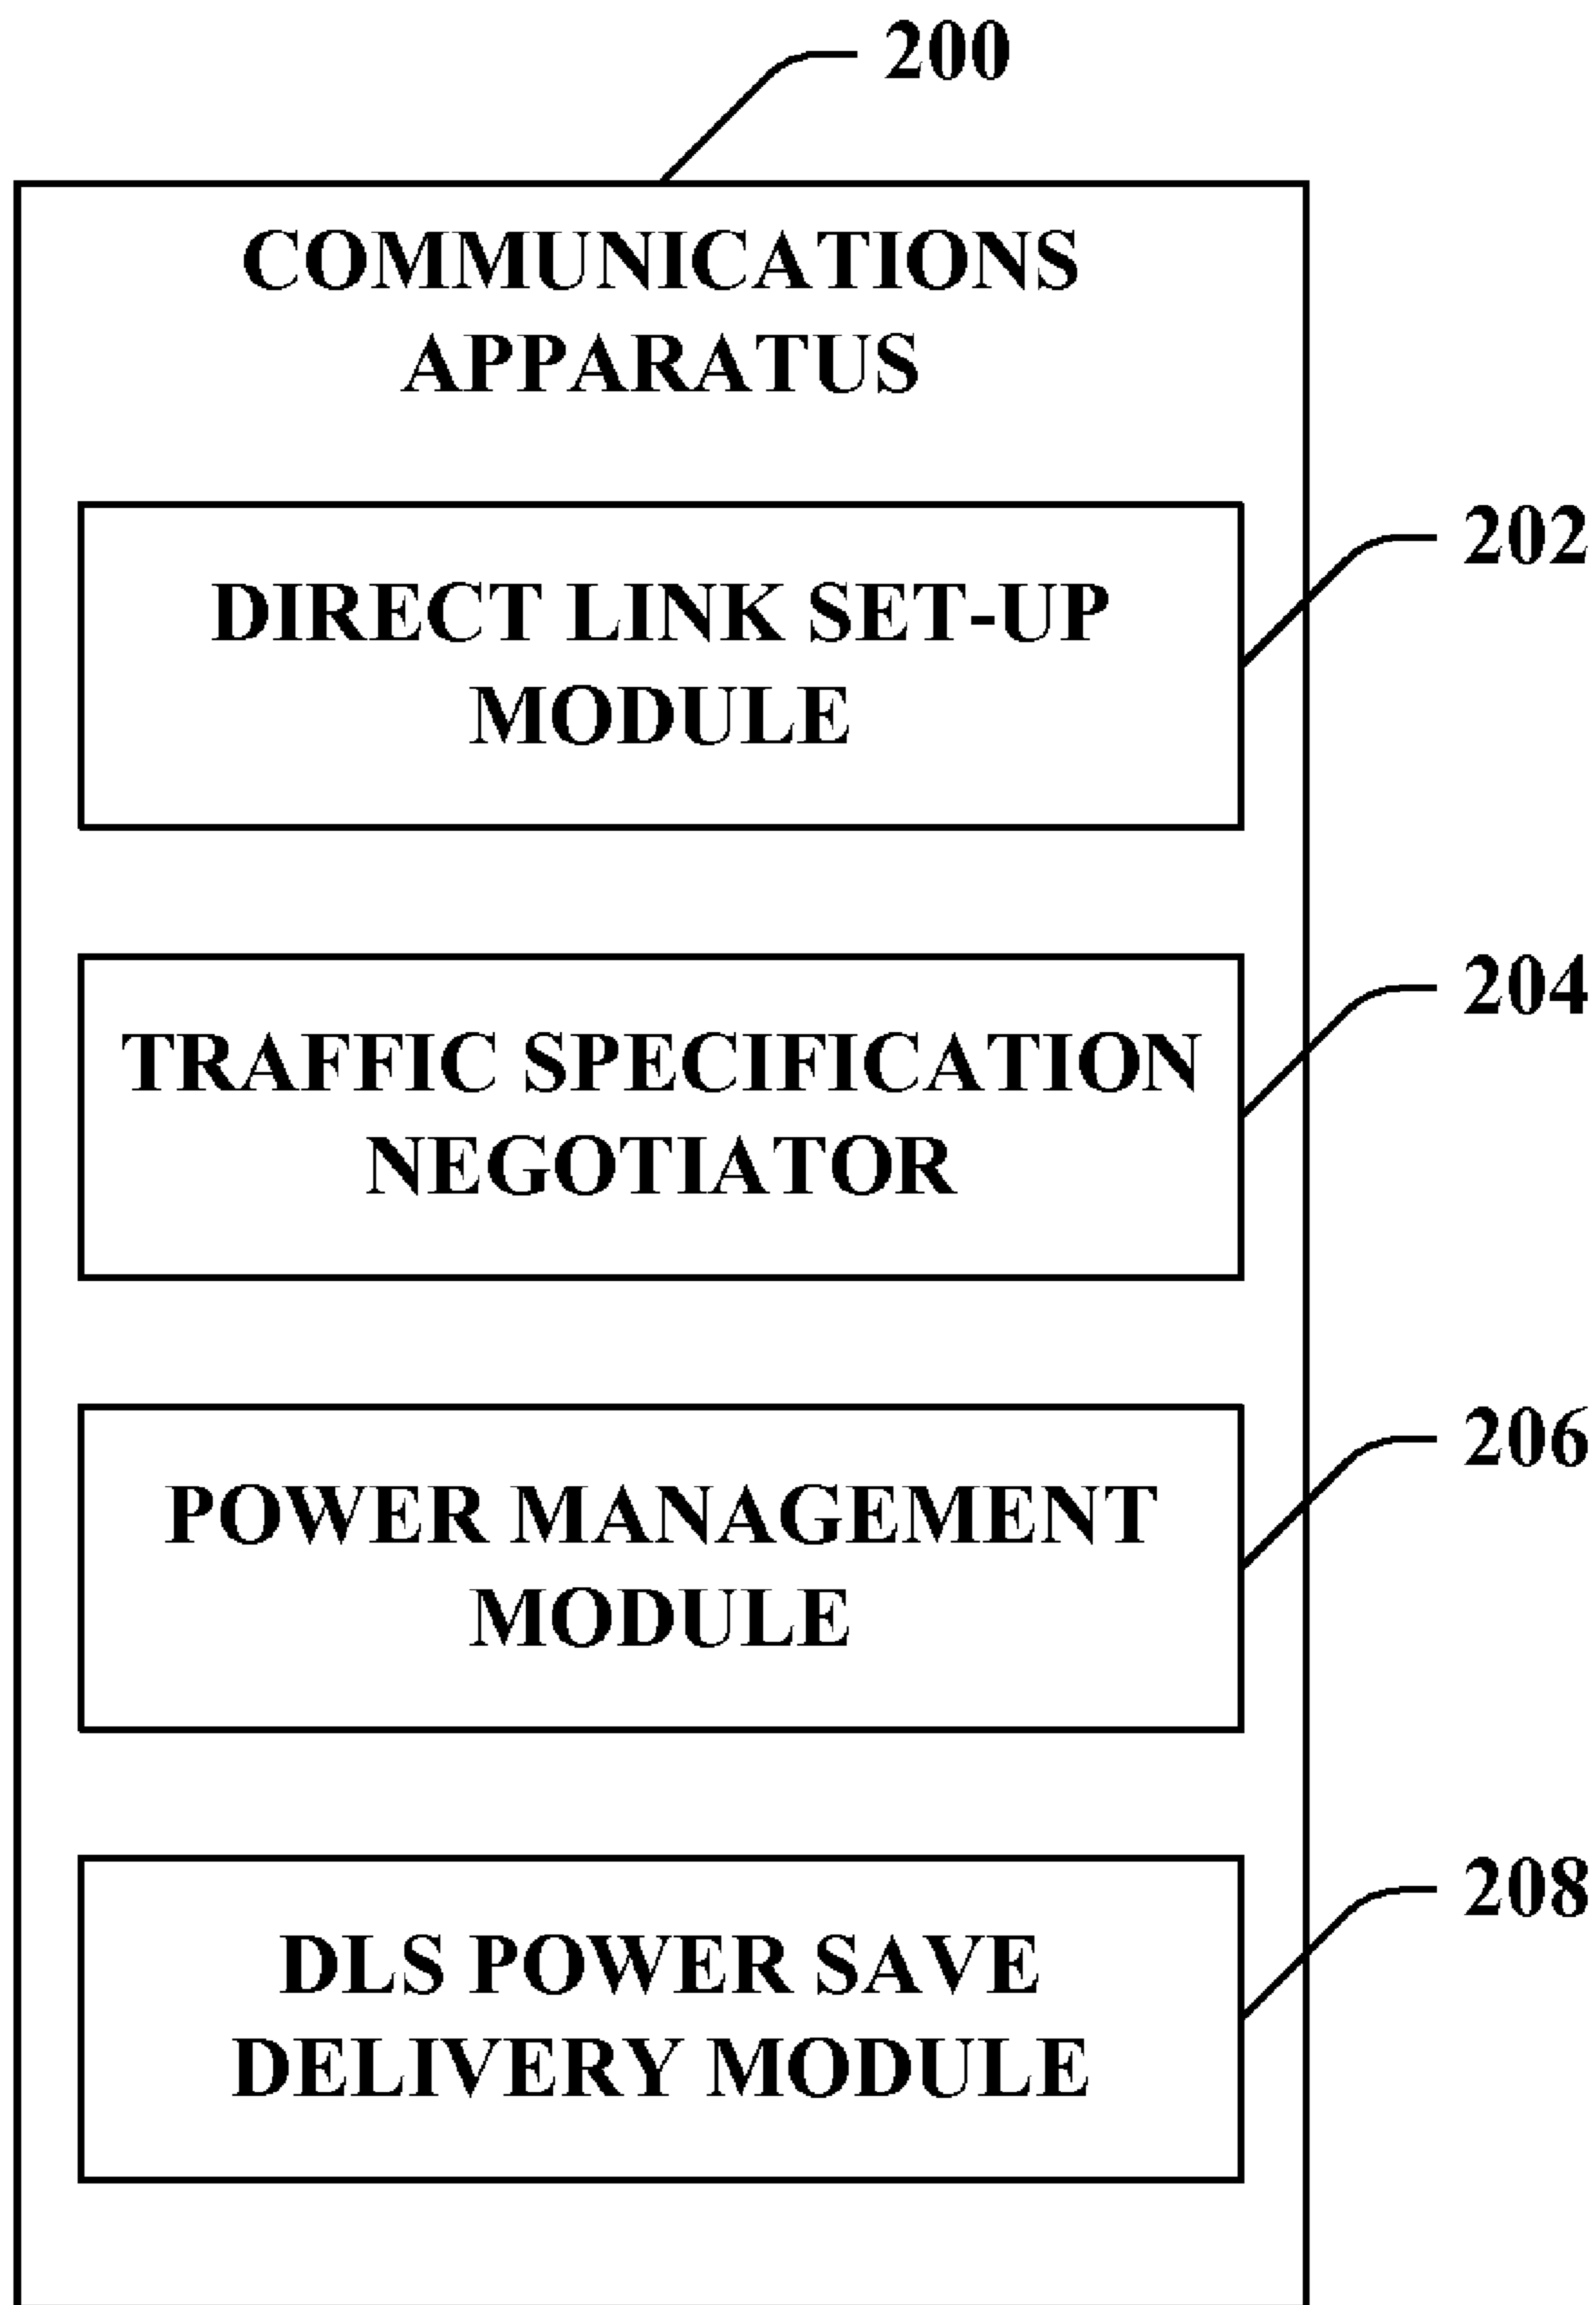 200
COMMUNICATIONS
APPARATUS
DIRECT LINK SET-UP
MODULE
202
TRAFFIC SPECIFICATION
NEGOTIATOR
204
POWER MANAGEMENT
MODULE
206
DLS POWER SAVE
DELIVERY MODULE
208